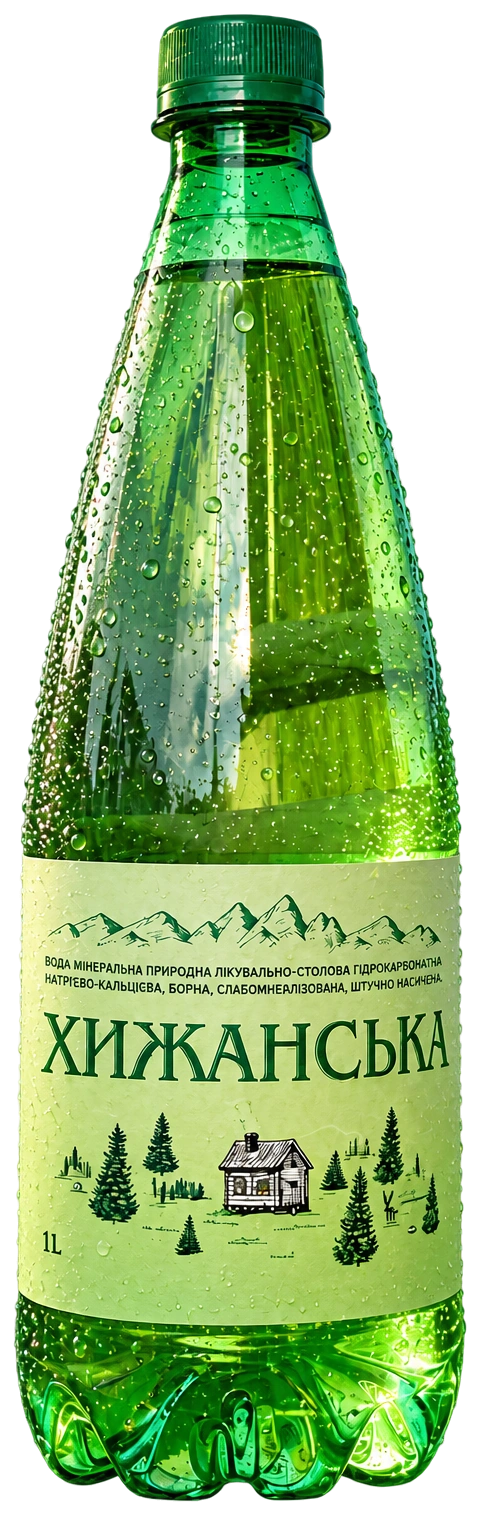 ВОДА МІНЕРАЛЬНА ПРИРОДНА ЛІКУВАЛЬНО-СТОЛОВА ГІДРОКАРБОНАТНА
НАТРІЄВО-КАЛЬЦІЄВА, БОРНА, СЛАБОМНЕАЛІЗОВАНА, ШТУЧНО НАСИЧЕНА.
ХИЖАНСЬКА
1L